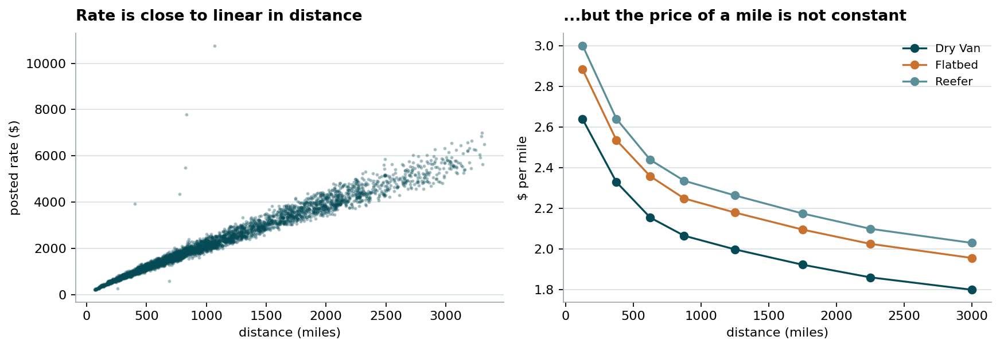 Rate is close to linear in distance
posted rate ($)
10000
8000
6000
4000
2000
0
0 500 1000 1500 2000 2500 3000
distance (miles)
...but the price of a mile is not constant
$ per mile
3.0
2.8
2.6
2.4
2.2
2.0
1.8
Dry Van
Flatbed
Reefer
0 500 1000 1500 2000 2500 3000
distance (miles)